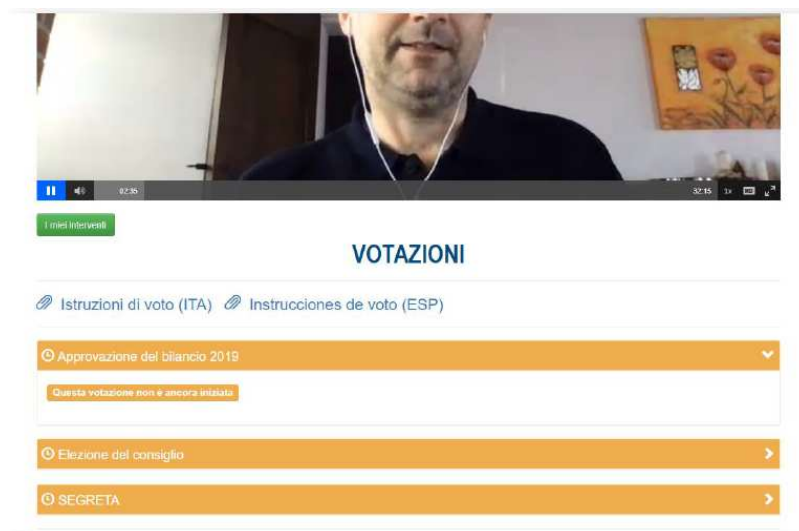 02:35
32:15 1x HD
I miei interventi
VOTAZIONI
Istruzioni di voto (ITA) Instrucciones de voto (ESP)
Approvazione del bilancio 2019
Questa votazione non è ancora iniziata
Elezione del consiglio
SEGRETA